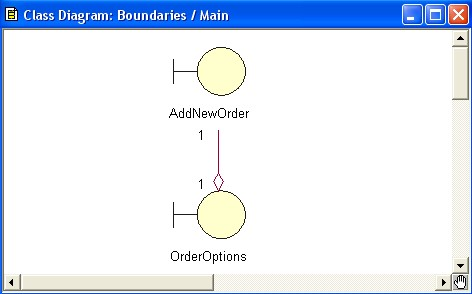 Class Diagram: Boundaries / Main
AddNewOrder
1
1
OrderOptions